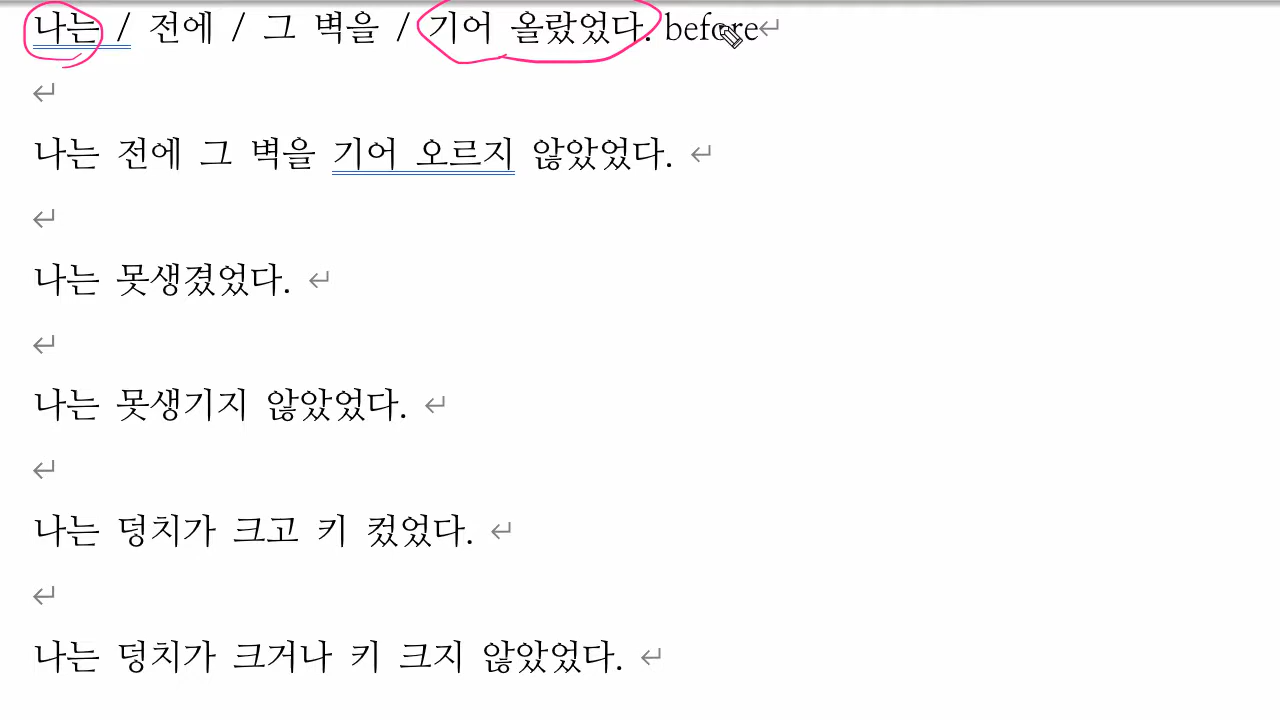 나는 / 전에 / 그 벽을 / 기어 올랐었다. before
나는 전에 그 벽을 기어 오르지 않았었다.
나는 못생겼었다.
나는 못생기지 않았었다.
나는 덩치가 크고 키 컸었다.
나는 덩치가 크거나 키 크지 않았었다.